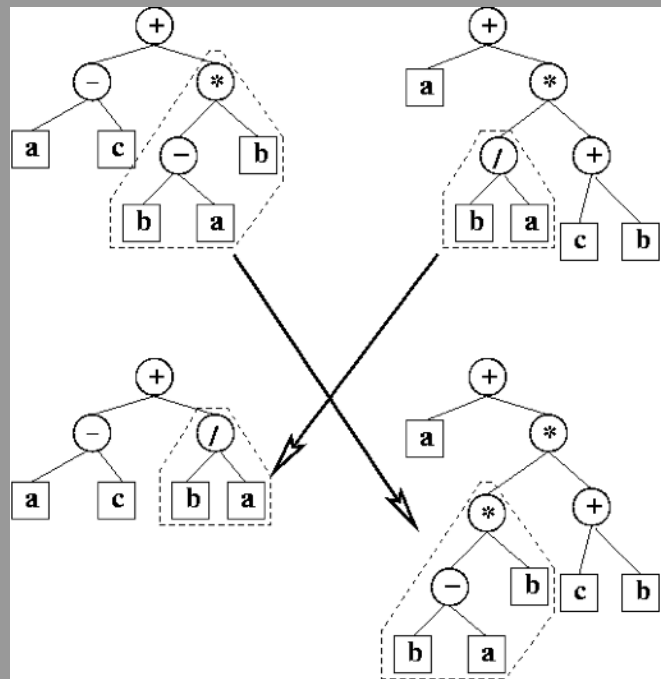 + +
− * a *
a c − b / +
b a b a c b
+ +
− / a *
a c b a * +
− b c b
b a